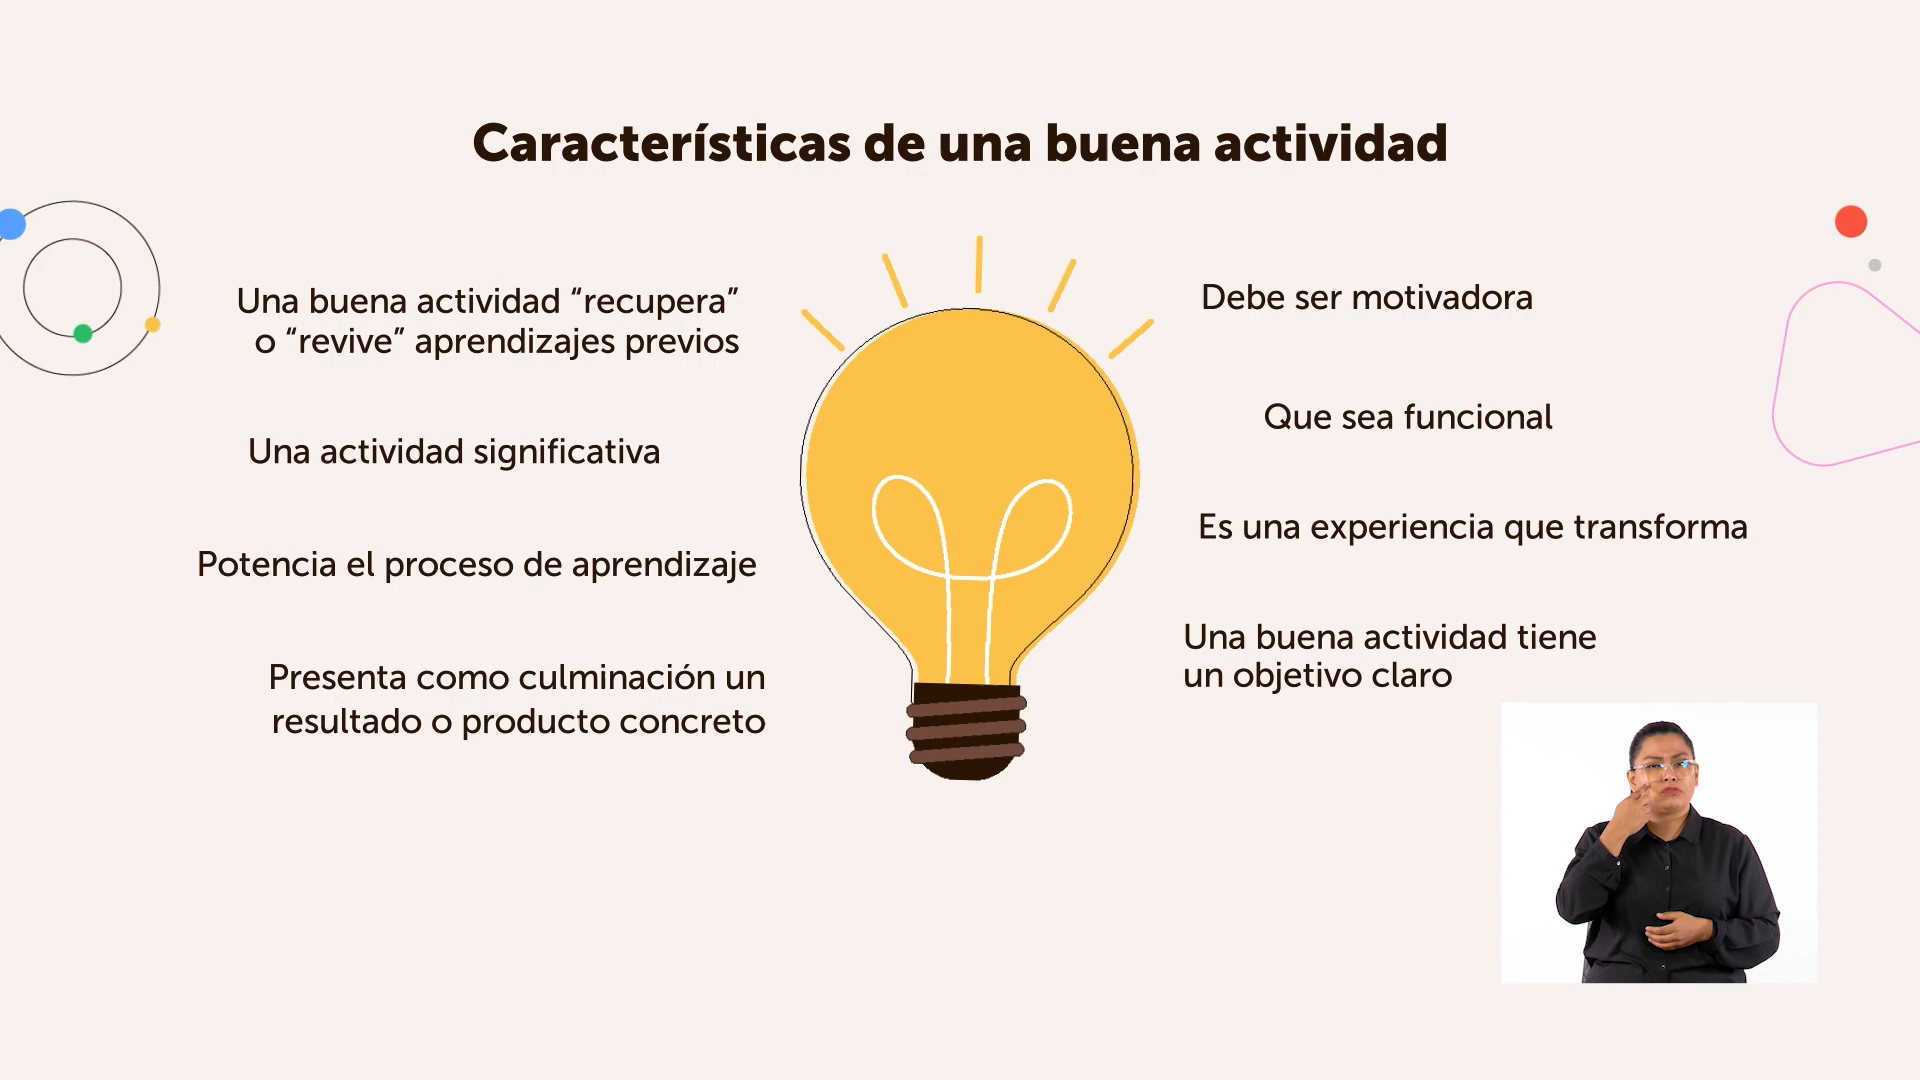 Características de una buena actividad
Una buena actividad “recupera”
o “revive” aprendizajes previos
Una actividad significativa
Potencia el proceso de aprendizaje
Presenta como culminación un
resultado o producto concreto
Debe ser motivadora
Que sea funcional
Es una experiencia que transforma
Una buena actividad tiene
un objetivo claro